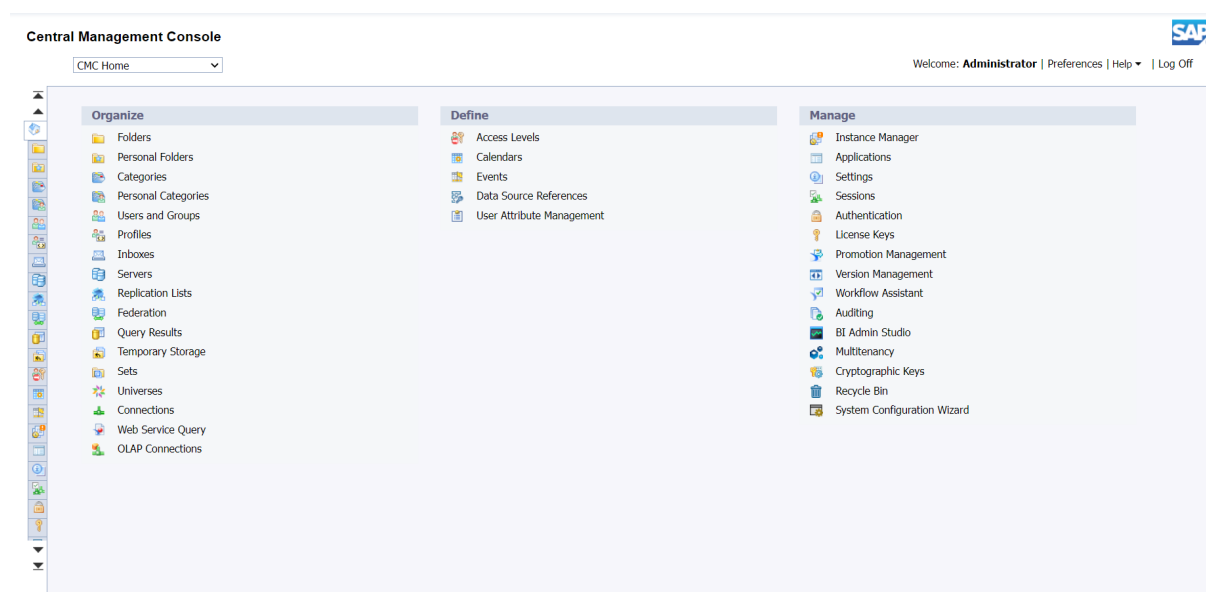 Central Management Console
SAP
CMC Home
Welcome: Administrator | Preferences | Help | Log Off
Organize
Folders
Personal Folders
Categories
Personal Categories
Users and Groups
Profiles
Inboxes
Servers
Replication Lists
Federation
Query Results
Temporary Storage
Sets
Universes
Connections
Web Service Query
OLAP Connections
Define
Access Levels
Calendars
Events
Data Source References
User Attribute Management
Manage
Instance Manager
Applications
Settings
Sessions
Authentication
License Keys
Promotion Management
Version Management
Workflow Assistant
Auditing
BI Admin Studio
Multitenancy
Cryptographic Keys
Recycle Bin
System Configuration Wizard